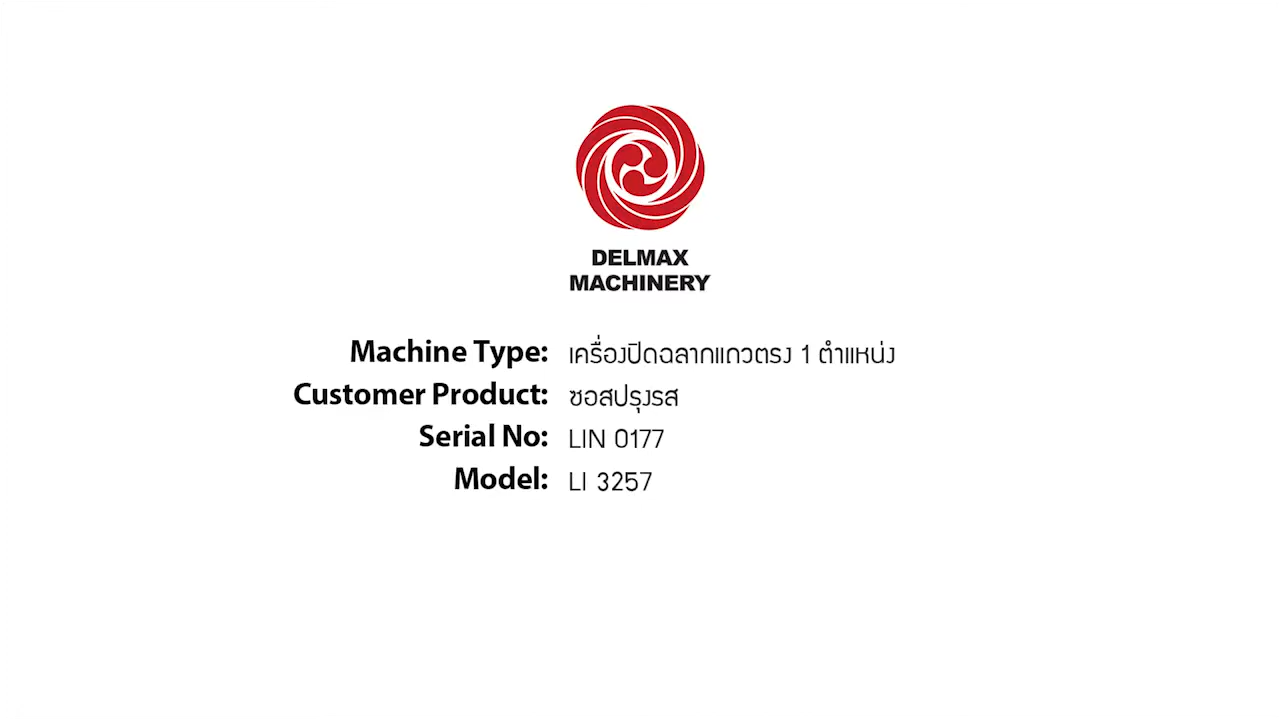 DELMAX
MACHINERY
Machine Type: เครื่องปิดฉลากแถวตรง 1 ตำแหน่ง
Customer Product: ซอสปรุงรส
Serial No: LIN 0177
Model: LI 3257